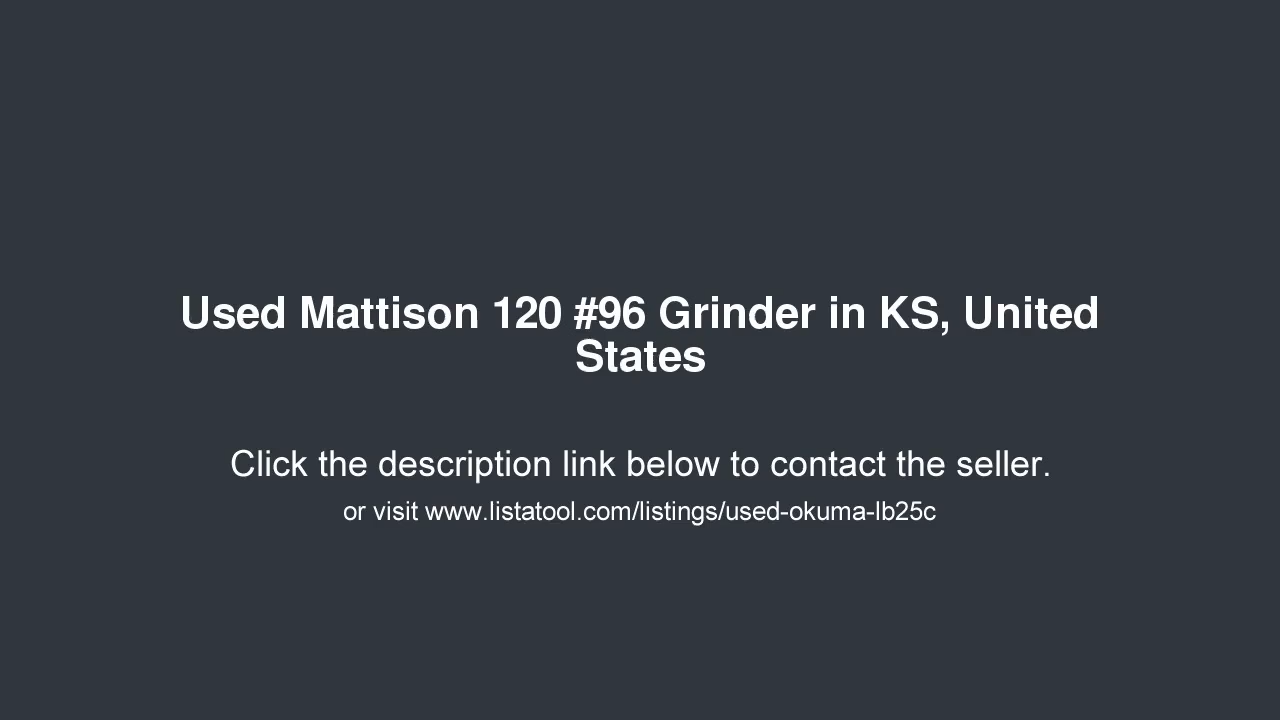 Used Mattison 120 #96 Grinder in KS, United
States
Click the description link below to contact the seller.
or visit www.listatool.com/listings/used-okuma-lb25c